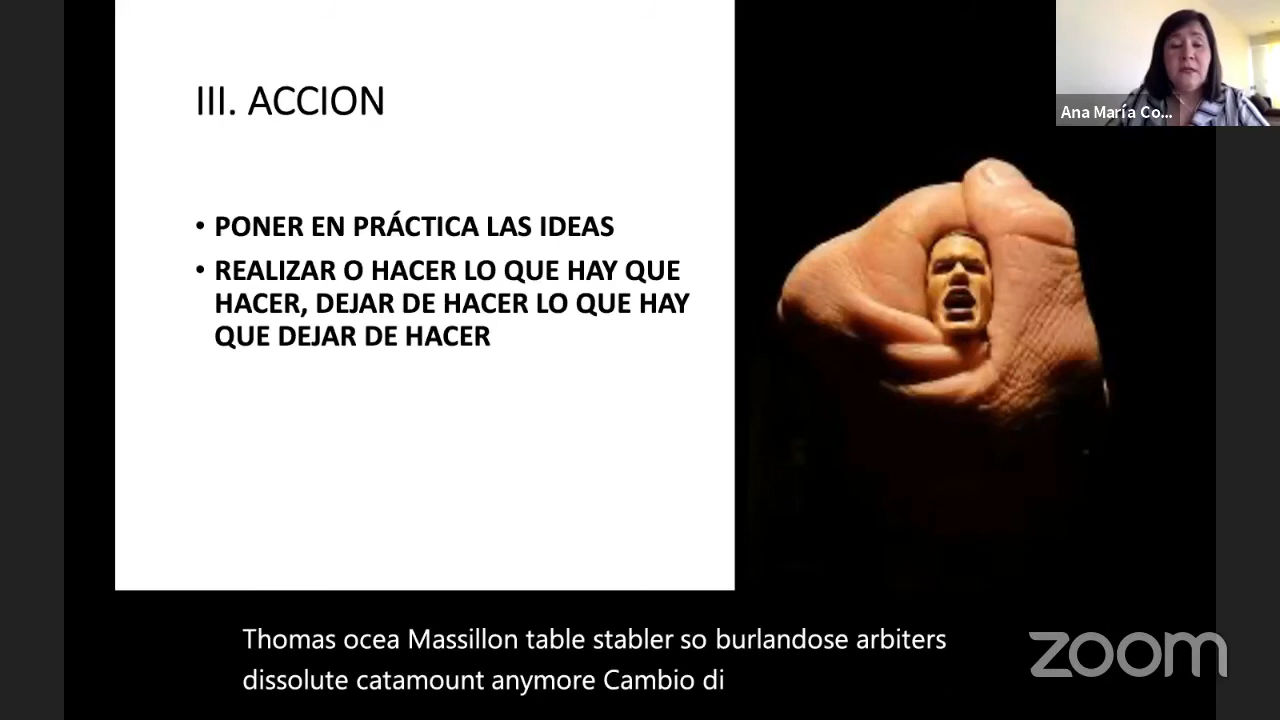 III. ACCION
• PONER EN PRÁCTICA LAS IDEAS
• REALIZAR O HACER LO QUE HAY QUE
HACER, DEJAR DE HACER LO QUE HAY
QUE DEJAR DE HACER
Ana María Co...
Thomas ocea Massillon table stabler so burlandose arbiters
dissolute catamount anymore Cambio di
zoom